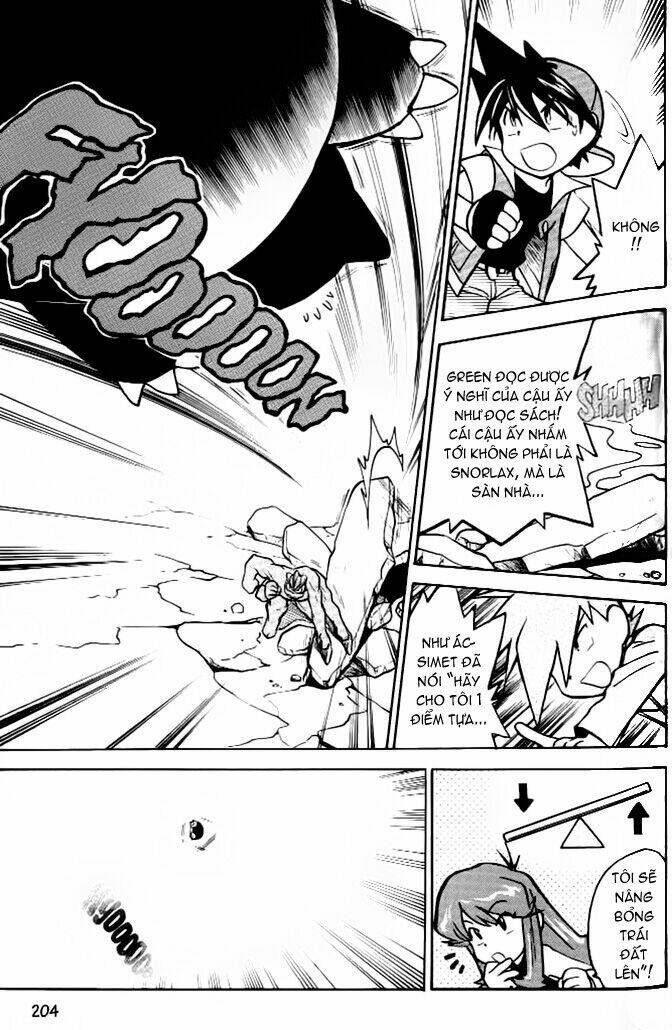 KHÔNG
!!
GREEN ĐỌC ĐƯỢC
Ý NGHĨ CỦA CẬU ẤY
NHƯ ĐỌC SÁCH!
CÁI CẬU ẤY NHẮM
TỚI KHÔNG PHẢI LÀ
SNORLAX, MÀ LÀ
SÀN NHÀ...
SHHHH
NHƯ ÁC-
SIMET ĐÃ
NÓI "HÃY
CHO TÔI 1
ĐIỂM TỰA...
TÔI SẼ
NÂNG
BỔNG
TRÁI
ĐẤT
LÊN"!
204